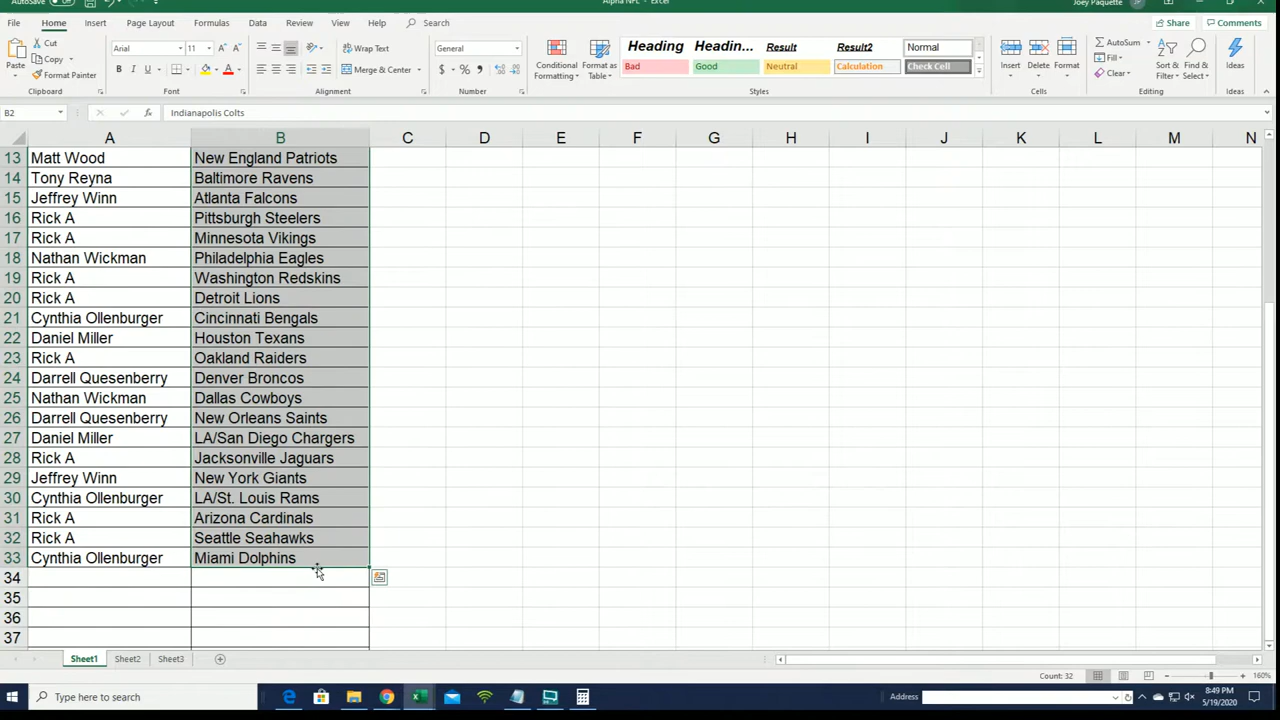 AutoSave Off Alpha NFL - Excel Joey Paquette JP
File Home Insert Page Layout Formulas Data Review View Help Search Share Comments
Paste Cut Copy Format Painter Clipboard
Arial 11 A A B I U A Font
Wrap Text Merge & Center Alignment
General $ % Number
Conditional Formatting Format as Table
Heading Headin... Result Result2 Normal
Bad Good Neutral Calculation Check Cell
Styles
Insert Delete Format Cells
AutoSum Fill Clear Sort & Filter Find & Select Editing
Ideas Ideas
B2 fx Indianapolis Colts
A B C D E F G H I J K L M N
13 Matt Wood New England Patriots
14 Tony Reyna Baltimore Ravens
15 Jeffrey Winn Atlanta Falcons
16 Rick A Pittsburgh Steelers
17 Rick A Minnesota Vikings
18 Nathan Wickman Philadelphia Eagles
19 Rick A Washington Redskins
20 Rick A Detroit Lions
21 Cynthia Ollenburger Cincinnati Bengals
22 Daniel Miller Houston Texans
23 Rick A Oakland Raiders
24 Darrell Quesenberry Denver Broncos
25 Nathan Wickman Dallas Cowboys
26 Darrell Quesenberry New Orleans Saints
27 Daniel Miller LA/San Diego Chargers
28 Rick A Jacksonville Jaguars
29 Jeffrey Winn New York Giants
30 Cynthia Ollenburger LA/St. Louis Rams
31 Rick A Arizona Cardinals
32 Rick A Seattle Seahawks
33 Cynthia Ollenburger Miami Dolphins
34
35
36
37
Sheet1 Sheet2 Sheet3
Count: 32 160%
Type here to search Address 8:49 PM
5/19/2020